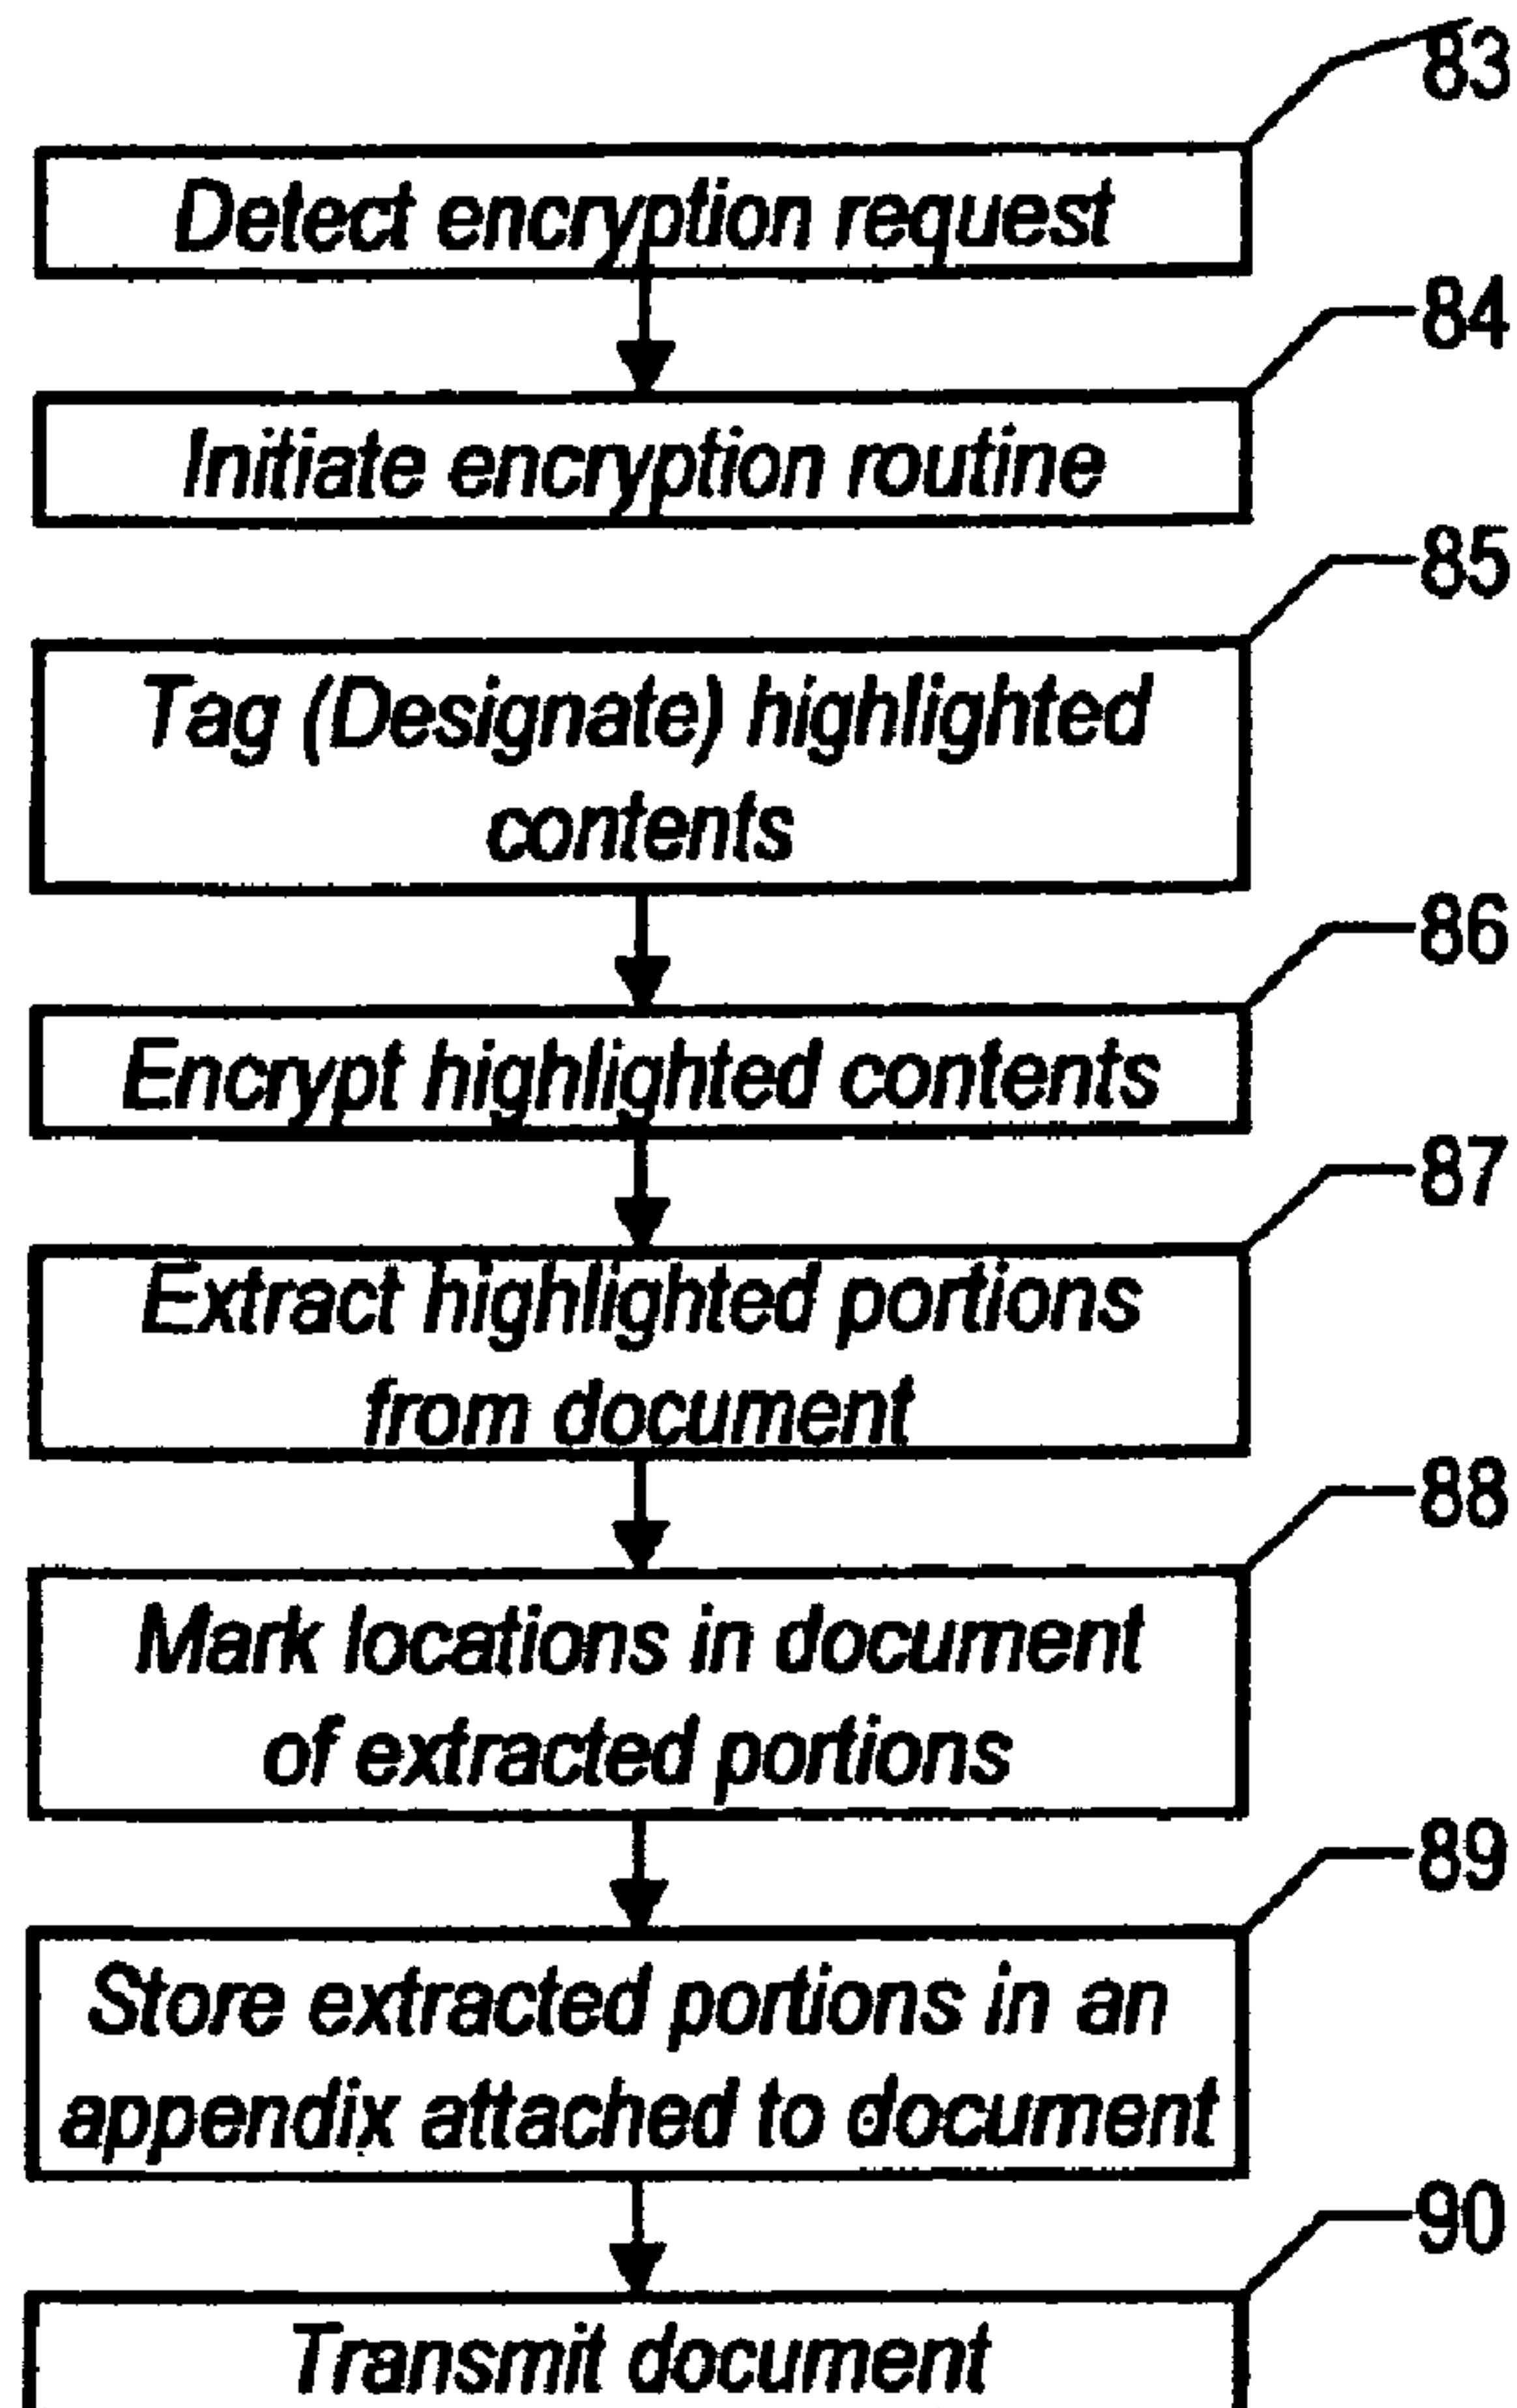 83
Detect encryption request
84
Initiate encryption routine
85
Tag (Designate) highlighted
contents
86
Encrypt highlighted contents
87
Extract highlighted portions
from document
88
Mark locations in document
of extracted portions
89
Store extracted portions in an
appendix attached to document
90
Transmit document